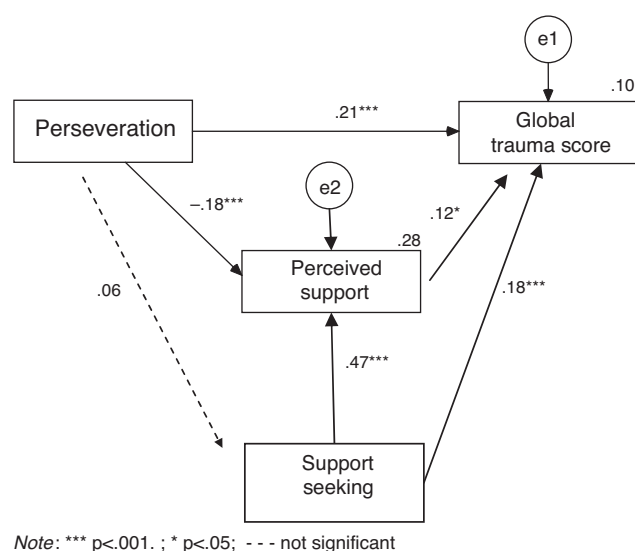 e1
.10
Perseveration
.21***
Global
trauma score
–.18***
e2
.12*
.28
Perceived
support
.06
.18***
.47***
Support
seeking
Note: *** p<.001. ; * p<.05; - - - not significant